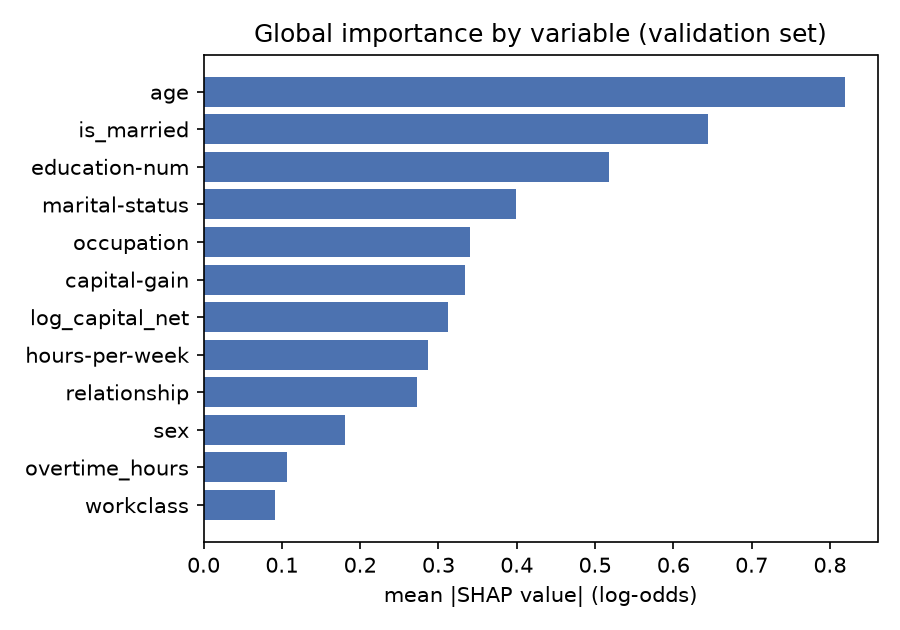 Global importance by variable (validation set)
age
is_married
education-num
marital-status
occupation
capital-gain
log_capital_net
hours-per-week
relationship
sex
overtime_hours
workclass
0.0 0.1 0.2 0.3 0.4 0.5 0.6 0.7 0.8
mean |SHAP value| (log-odds)